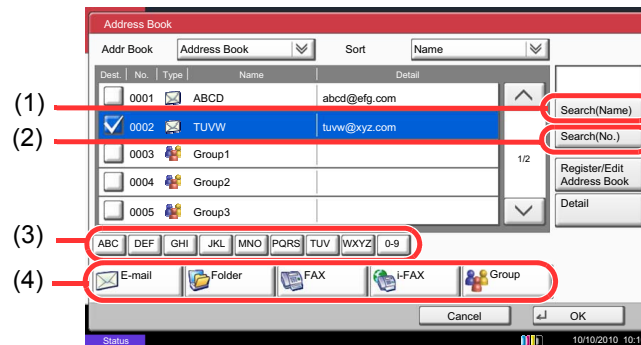 Address Book
Addr Book Address Book Sort Name
Dest. No. Type Name Detail
0001 ABCD abcd@efg.com
(1) Search(Name)
0002 TUVW tuvw@xyz.com
(2) Search(No.)
0003 Group1 1/2
Register/Edit
Address Book
0004 Group2
Detail
0005 Group3
(3) ABC DEF GHI JKL MNO PQRS TUV WXYZ 0-9
(4) E-mail Folder FAX i-FAX Group
Cancel OK
Status 10/10/2010 10:1